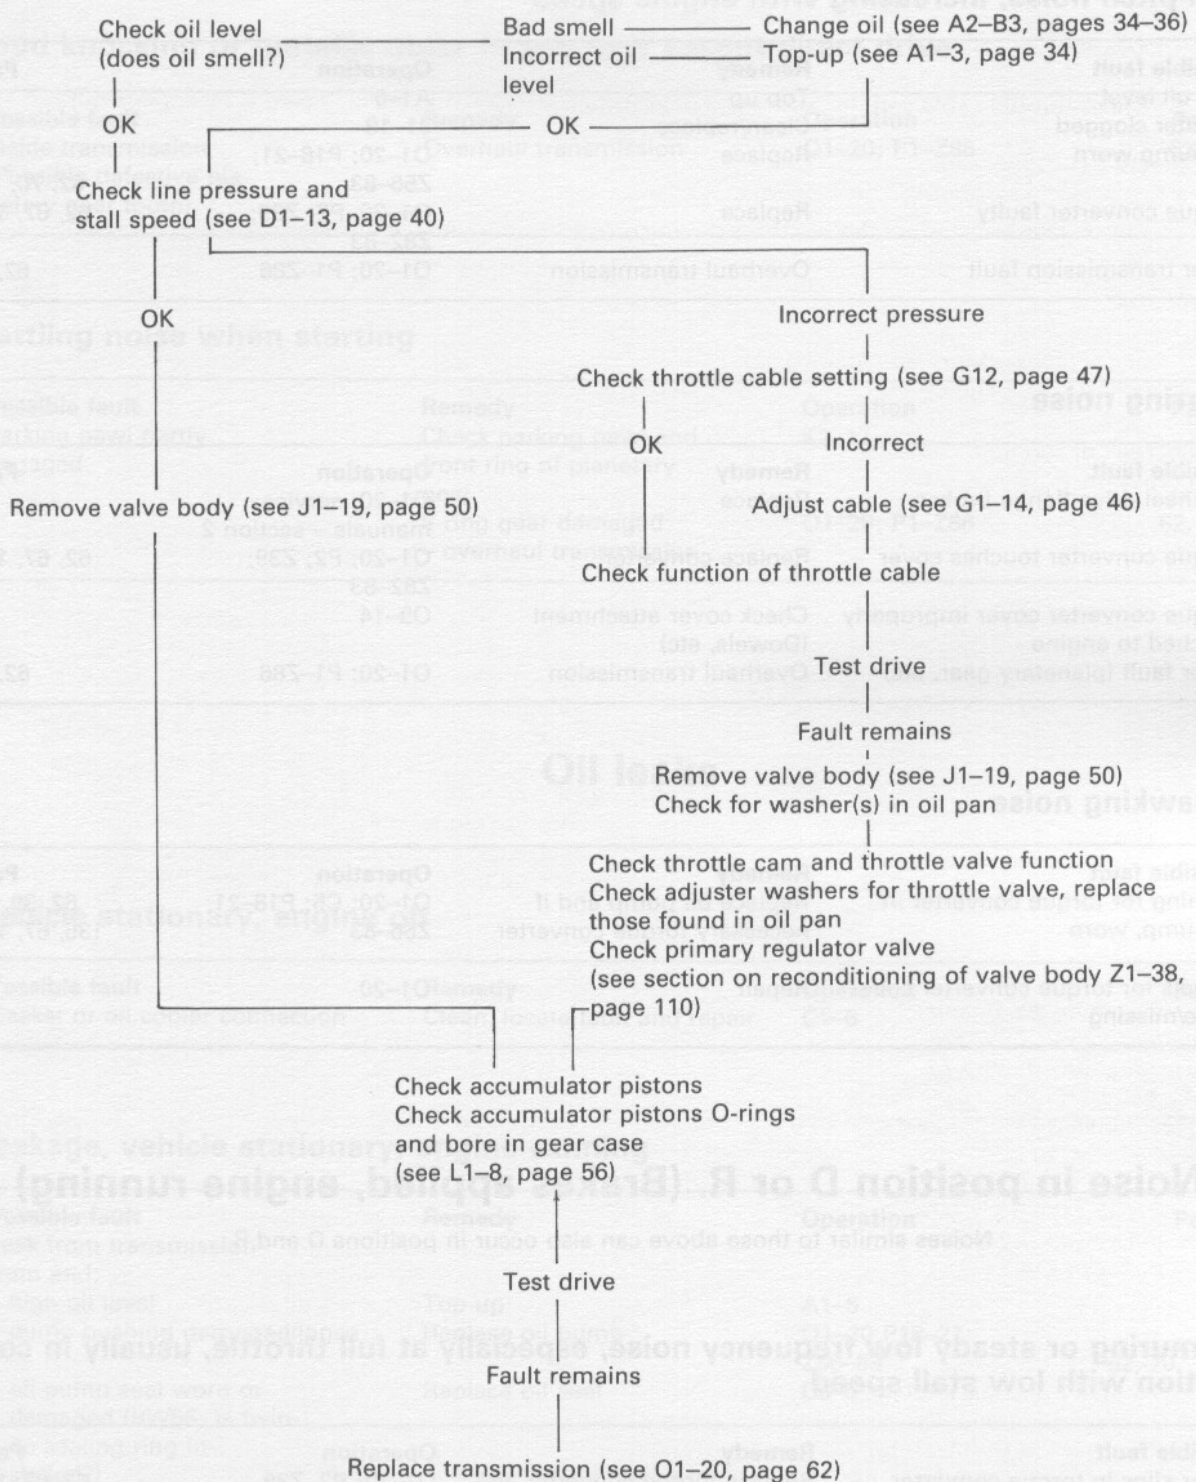 Check oil level
(does oil smell?)
Bad smell
Incorrect oil
level
Change oil (see A2–B3, pages 34–36)
Top-up (see A1–3, page 34)
OK
OK
Check line pressure and
stall speed (see D1–13, page 40)
OK
Incorrect pressure
Check throttle cable setting (see G12, page 47)
OK
Incorrect
Remove valve body (see J1–19, page 50)
Adjust cable (see G1–14, page 46)
Check function of throttle cable
Test drive
Fault remains
Remove valve body (see J1–19, page 50)
Check for washer(s) in oil pan
Check throttle cam and throttle valve function
Check adjuster washers for throttle valve, replace
those found in oil pan
Check primary regulator valve
(see section on reconditioning of valve body Z1–38,
page 110)
Check accumulator pistons
Check accumulator pistons O-rings
and bore in gear case
(see L1–8, page 56)
Test drive
Fault remains
Replace transmission (see O1–20, page 62)